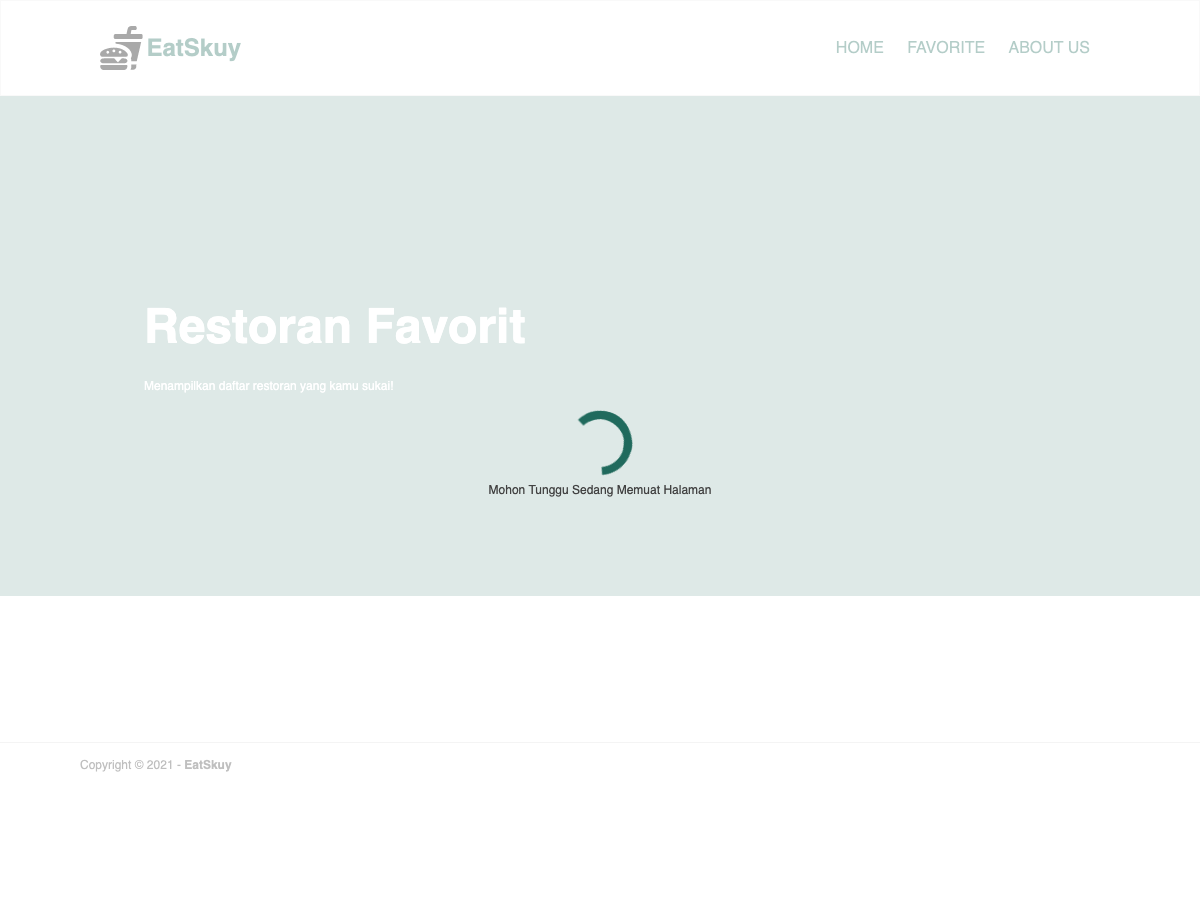 EatSkuy
HOME FAVORITE ABOUT US
Restoran Favorit
Menampilkan daftar restoran yang kamu sukai!
Mohon Tunggu Sedang Memuat Halaman
Copyright © 2021 - EatSkuy